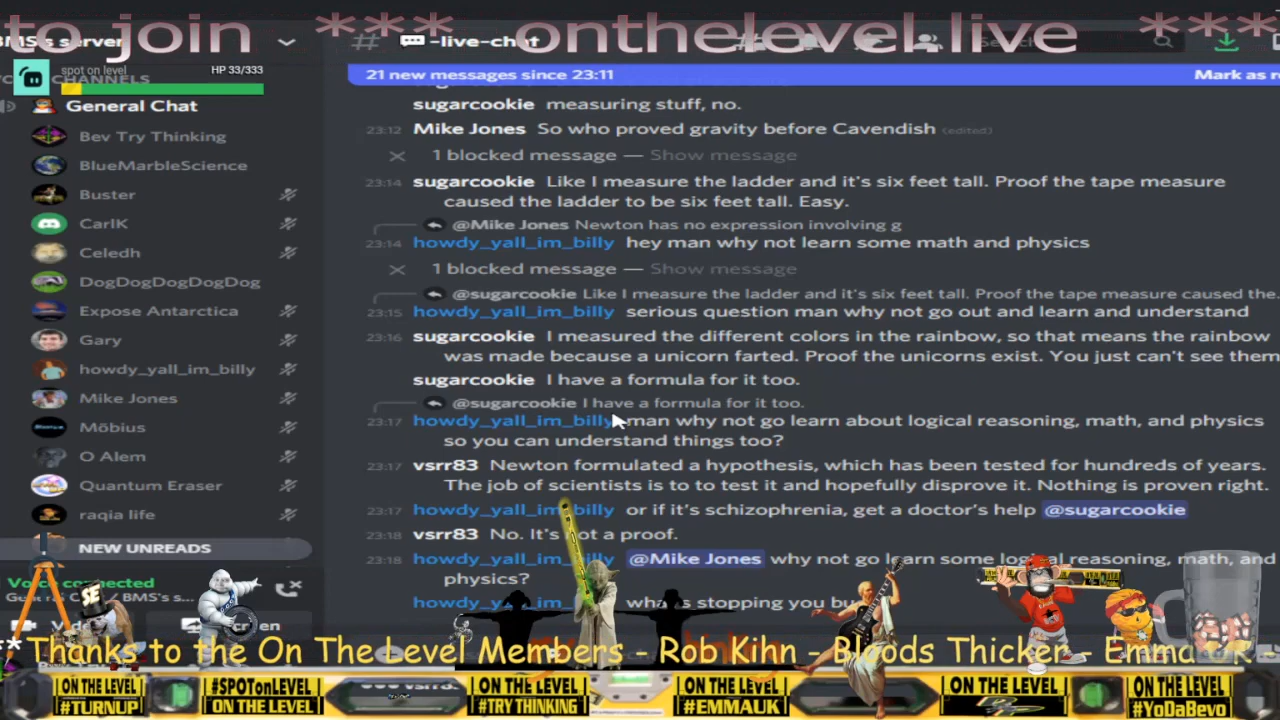 to join *** onthelevel live ***
BMS's server
# -live-chat
spot on level HP 33/333
CHANNELS
21 new messages since 23:11 Mark as re
General Chat
Bev Try Thinking
BlueMarbleScience
Buster
CarlK
Celedh
DogDogDogDogDog
Expose Antarctica
Gary
howdy_yall_im_billy
Mike Jones
Möbius
O Alem
Quantum Eraser
raqia life
NEW UNREADS
Voice connected
/ BMS's s...
sugarcookie measuring stuff, no.
23:12 Mike Jones So who proved gravity before Cavendish (edited)
1 blocked message — Show message
23:14 sugarcookie Like I measure the ladder and it's six feet tall. Proof the tape measure
caused the ladder to be six feet tall. Easy.
@Mike Jones Newton has no expression involving g
23:14 howdy_yall_im_billy hey man why not learn some math and physics
1 blocked message — Show message
@sugarcookie Like I measure the ladder and it's six feet tall. Proof the tape measure caused the
23:15 howdy_yall_im_billy serious question man why not go out and learn and understand
23:16 sugarcookie I measured the different colors in the rainbow, so that means the rainbow
was made because a unicorn farted. Proof the unicorns exist. You just can't see them
sugarcookie I have a formula for it too.
@sugarcookie I have a formula for it too.
23:17 howdy_yall_im_billy man why not go learn about logical reasoning, math, and physics
so you can understand things too?
23:17 vsrr83 Newton formulated a hypothesis, which has been tested for hundreds of years.
The job of scientists is to to test it and hopefully disprove it. Nothing is proven right.
23:17 howdy_yall_im_billy or if it's schizophrenia, get a doctor's help @sugarcookie
23:18 vsrr83 No. It's not a proof.
23:18 howdy_yall_im_billy @Mike Jones why not go learn some logical reasoning, math, and
physics?
howdy_yall_im_ what is stopping you bu
SE
** Thanks to the On The Level Members - Rob Kihn - Bloods Thicker - Emma UK -
ON THE LEVEL
#TURNUP
#SPOTonLEVEL
ON THE LEVEL
ON THE LEVEL
#TRYTHINKING
ON THE LEVEL
#EMMAUK
ON THE LEVEL
ON THE LEVEL
#YoDaBevo